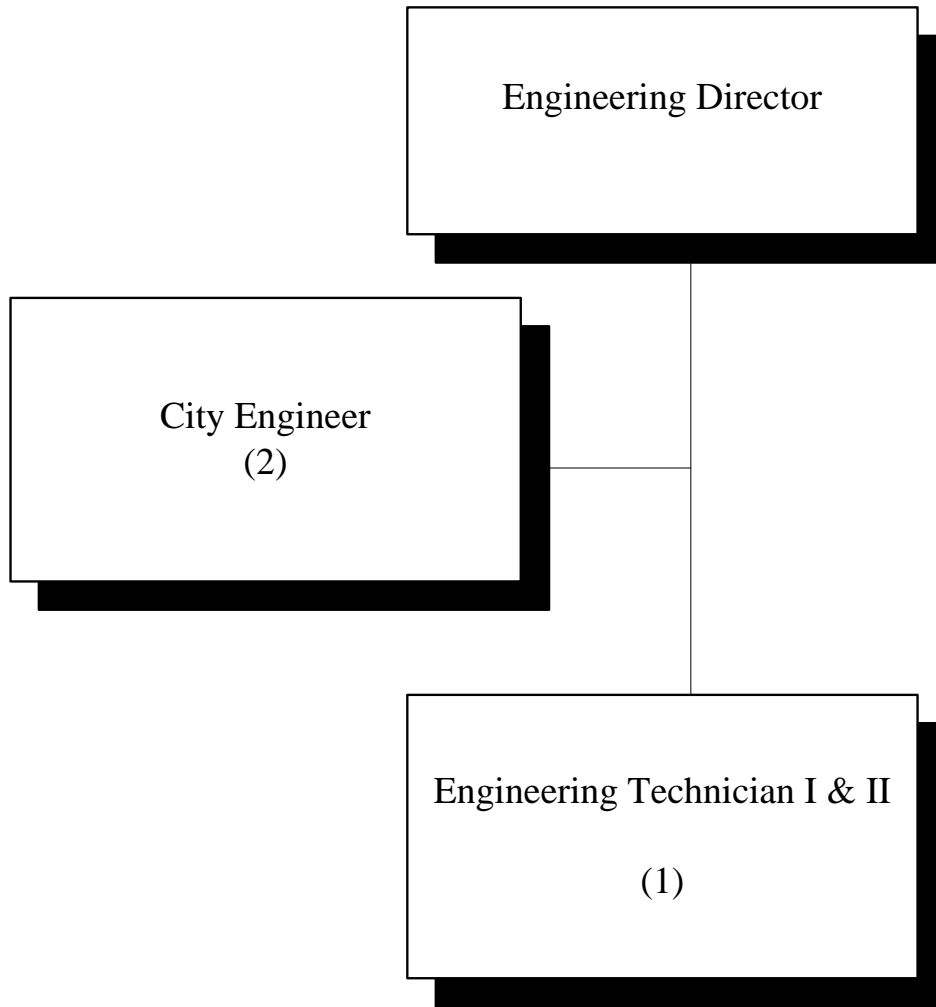 Engineering Director
City Engineer
(2)
Engineering Technician I & II
(1)